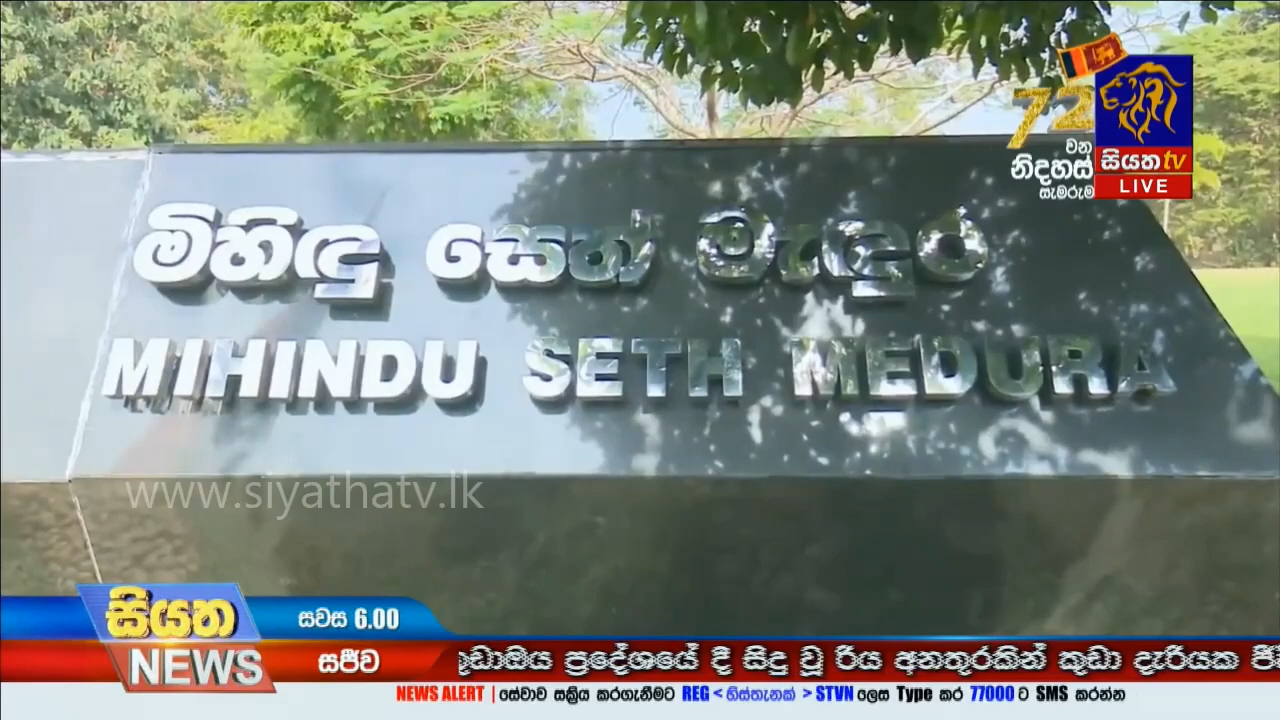 72
වන
නිදහස්
සැමරුම
සියත tv
LIVE
මිහිඳු සෙත් මැඳුර
MIHINDU SETH MEDURA
www.siyathatv.lk
සියත
NEWS
සවස 6.00
සජීව
ප්‍රදේශයේ දී සිදු වූ රිය අනතුරකින් කුඩා දැරියක
NEWS ALERT | සේවාව සක්‍රිය කරගැනීමට REG < හිස්තැනක් > STVN ලෙස Type කර 77000 ට SMS කරන්න